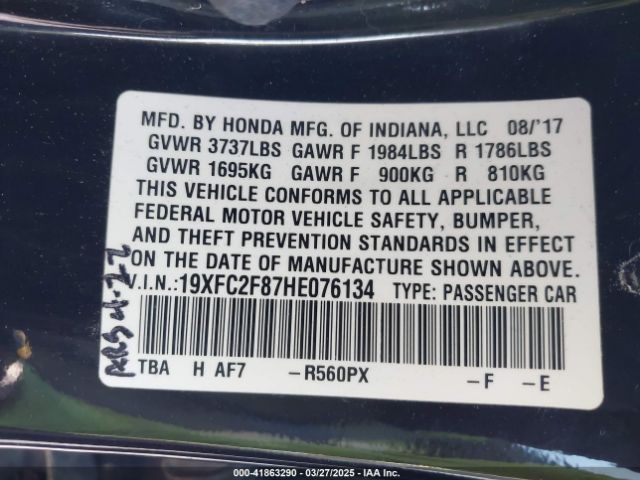 MFD. BY HONDA MFG. OF INDIANA, LLC 08/'17
GVWR 3737LBS GAWR F 1984LBS R 1786LBS
GVWR 1695KG GAWR F 900KG R 810KG
THIS VEHICLE CONFORMS TO ALL APPLICABLE
FEDERAL MOTOR VEHICLE SAFETY, BUMPER,
AND THEFT PREVENTION STANDARDS IN EFFECT
ON THE DATE OF MANUFACTURE SHOWN ABOVE.
V.I.N.:19XFC2F87HE076134 TYPE: PASSENGER CAR
TBA H AF7 –R560PX –F –E
4.22
000-41863290 - 03/27/2025 - IAA Inc.